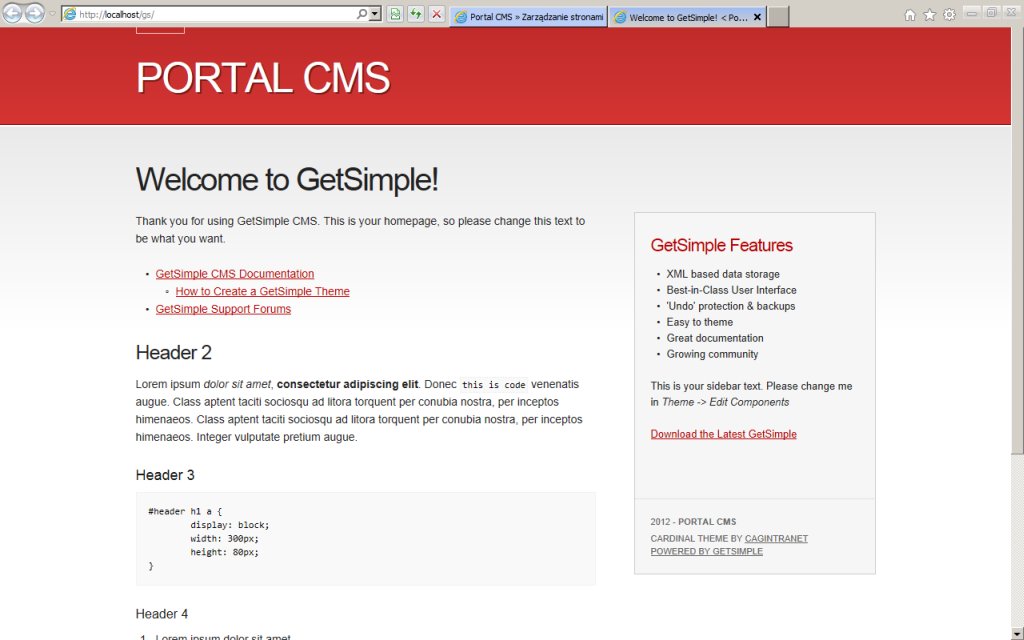 http://localhost/gs/
Portal CMS » Zarządzanie stronami
Welcome to GetSimple! < Po...
PORTAL CMS
Welcome to GetSimple!
Thank you for using GetSimple CMS. This is your homepage, so please change this text to
be what you want.
GetSimple CMS Documentation
How to Create a GetSimple Theme
GetSimple Support Forums
Header 2
Lorem ipsum dolor sit amet, consectetur adipiscing elit. Donec this is code venenatis
augue. Class aptent taciti sociosqu ad litora torquent per conubia nostra, per inceptos
himenaeos. Class aptent taciti sociosqu ad litora torquent per conubia nostra, per inceptos
himenaeos. Integer vulputate pretium augue.
Header 3
#header h1 a {
display: block;
width: 300px;
height: 80px;
}
Header 4
1. Lorem ipsum dolor sit amet
GetSimple Features
XML based data storage
Best-in-Class User Interface
'Undo' protection & backups
Easy to theme
Great documentation
Growing community
This is your sidebar text. Please change me
in Theme -> Edit Components
Download the Latest GetSimple
2012 - PORTAL CMS
CARDINAL THEME BY CAGINTRANET
POWERED BY GETSIMPLE